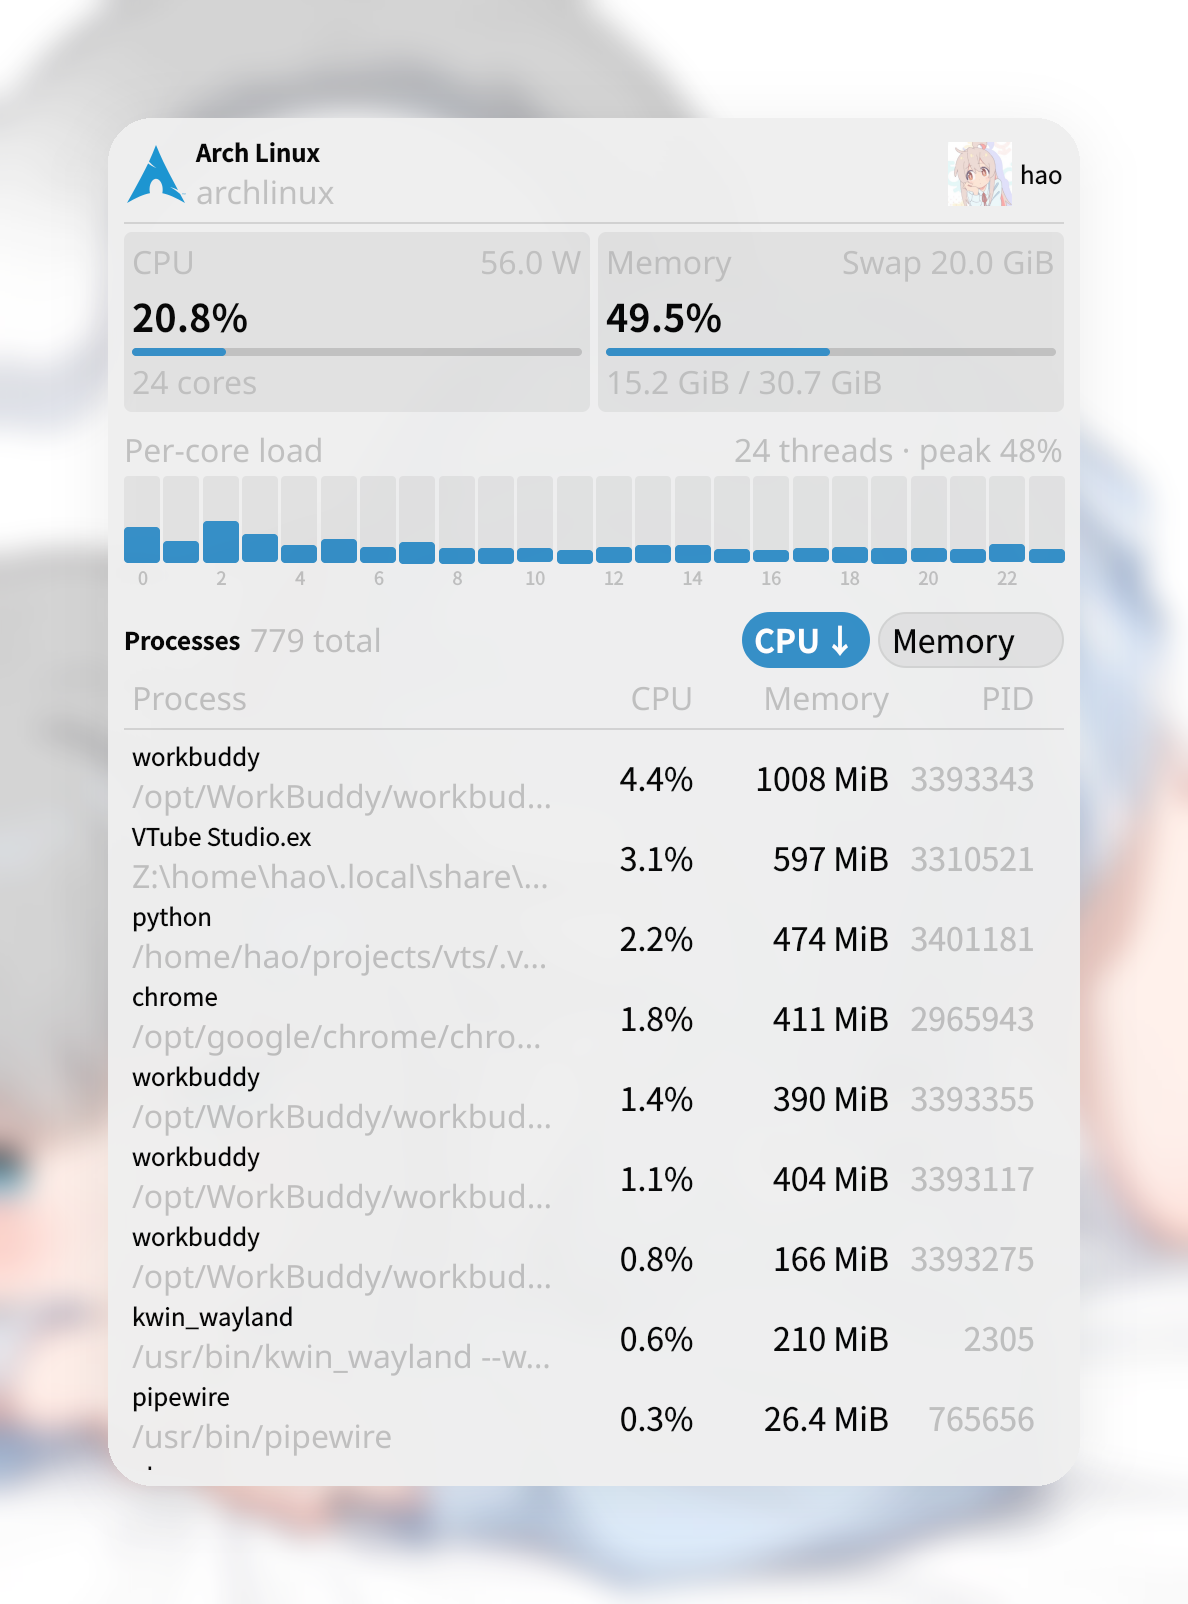 Arch Linux
archlinux
hao
CPU 56.0 W
20.8%
24 cores
Memory Swap 20.0 GiB
49.5%
15.2 GiB / 30.7 GiB
Per-core load 24 threads · peak 48%
0 2 4 6 8 10 12 14 16 18 20 22
Processes 779 total CPU ↓ Memory
Process CPU Memory PID
workbuddy
/opt/WorkBuddy/workbud... 4.4% 1008 MiB 3393343
VTube Studio.ex
Z:\home\hao\.local\share\... 3.1% 597 MiB 3310521
python
/home/hao/projects/vts/.v... 2.2% 474 MiB 3401181
chrome
/opt/google/chrome/chro... 1.8% 411 MiB 2965943
workbuddy
/opt/WorkBuddy/workbud... 1.4% 390 MiB 3393355
workbuddy
/opt/WorkBuddy/workbud... 1.1% 404 MiB 3393117
workbuddy
/opt/WorkBuddy/workbud... 0.8% 166 MiB 3393275
kwin_wayland
/usr/bin/kwin_wayland --w... 0.6% 210 MiB 2305
pipewire
/usr/bin/pipewire 0.3% 26.4 MiB 765656